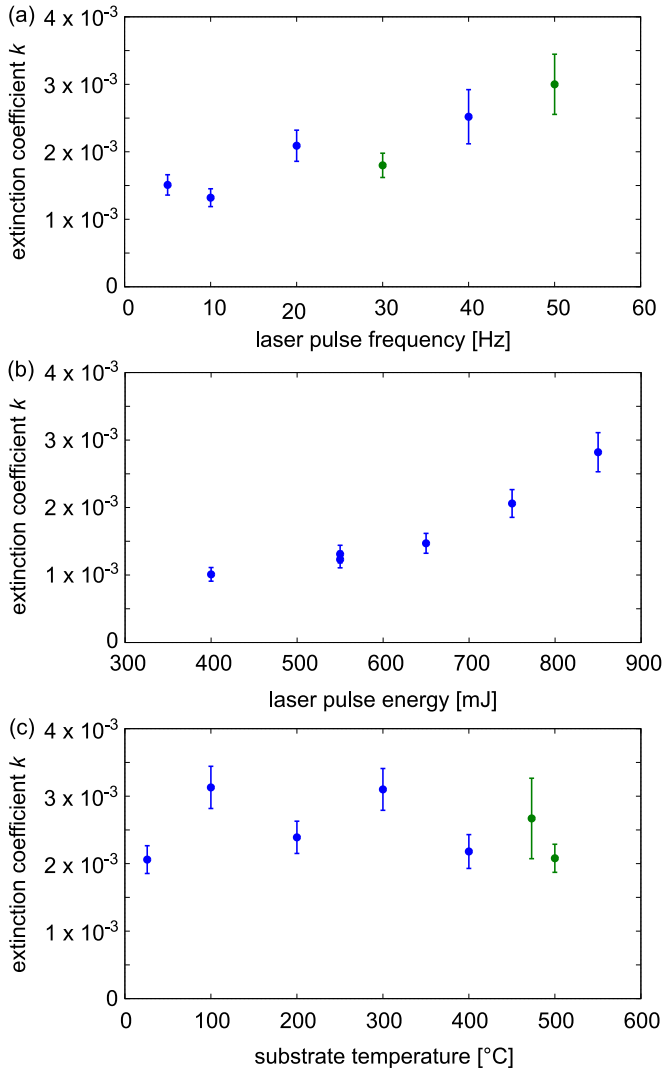 (a)
extinction coefficient k
4 x 10⁻³
3 x 10⁻³
2 x 10⁻³
1 x 10⁻³
0
0 10 20 30 40 50 60
laser pulse frequency [Hz]
(b)
extinction coefficient k
4 x 10⁻³
3 x 10⁻³
2 x 10⁻³
1 x 10⁻³
0
300 400 500 600 700 800 900
laser pulse energy [mJ]
(c)
extinction coefficient k
4 x 10⁻³
3 x 10⁻³
2 x 10⁻³
1 x 10⁻³
0
0 100 200 300 400 500 600
substrate temperature [°C]